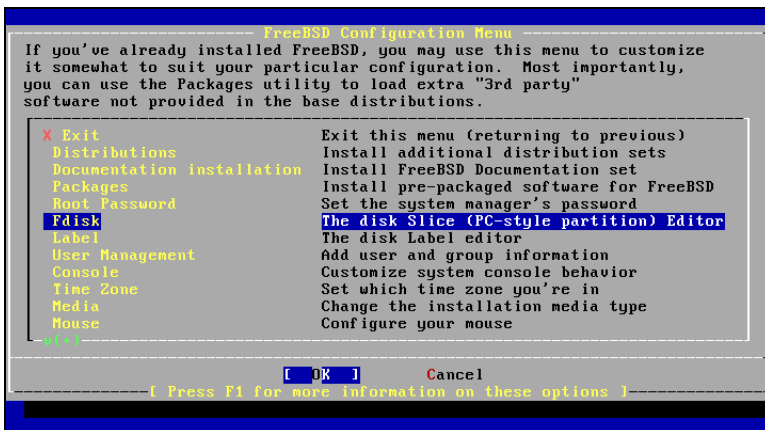 FreeBSD Configuration Menu
If you've already installed FreeBSD, you may use this menu to customize
it somewhat to suit your particular configuration.  Most importantly,
you can use the Packages utility to load extra "3rd party"
software not provided in the base distributions.
X Exit Exit this menu (returning to previous)
Distributions Install additional distribution sets
Documentation installation Install FreeBSD Documentation set
Packages Install pre-packaged software for FreeBSD
Root Password Set the system manager's password
Fdisk The disk Slice (PC-style partition) Editor
Label The disk Label editor
User Management Add user and group information
Console Customize system console behavior
Time Zone Set which time zone you're in
Media Change the installation media type
Mouse Configure your mouse
v(+)
[ OK ] Cancel
[ Press F1 for more information on these options ]